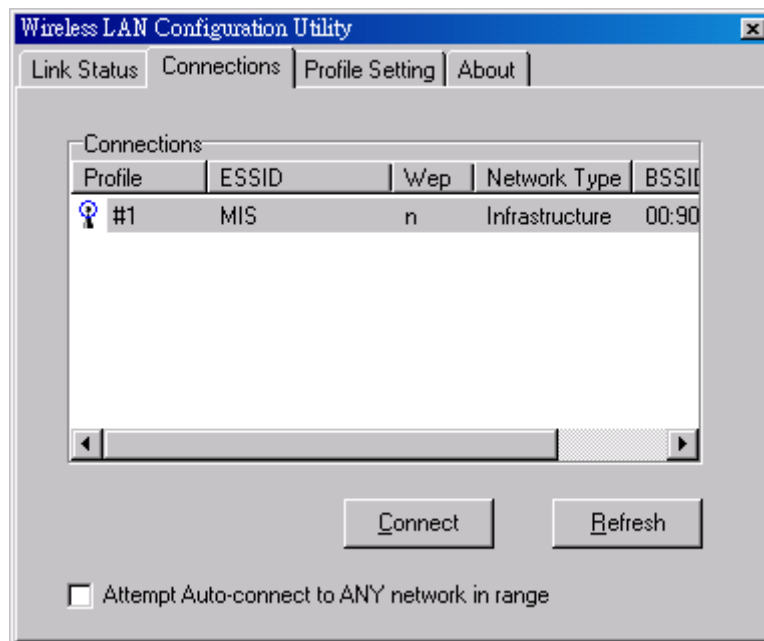 Wireless LAN Configuration Utility
Link Status Connections Profile Setting About
Connections
Profile ESSID Wep Network Type BSSID
#1 MIS n Infrastructure 00:90
Connect Refresh
Attempt Auto-connect to ANY network in range